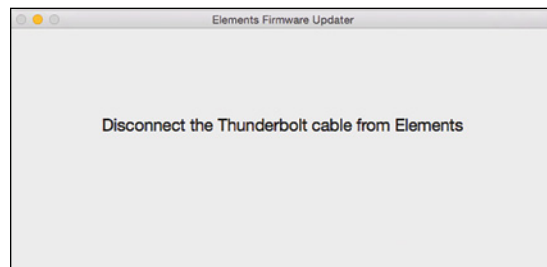 Elements Firmware Updater
Disconnect the Thunderbolt cable from Elements